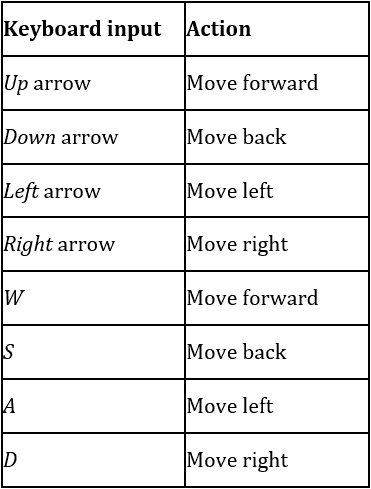 Keyboard input Action
Up arrow Move forward
Down arrow Move back
Left arrow Move left
Right arrow Move right
W Move forward
S Move back
A Move left
D Move right